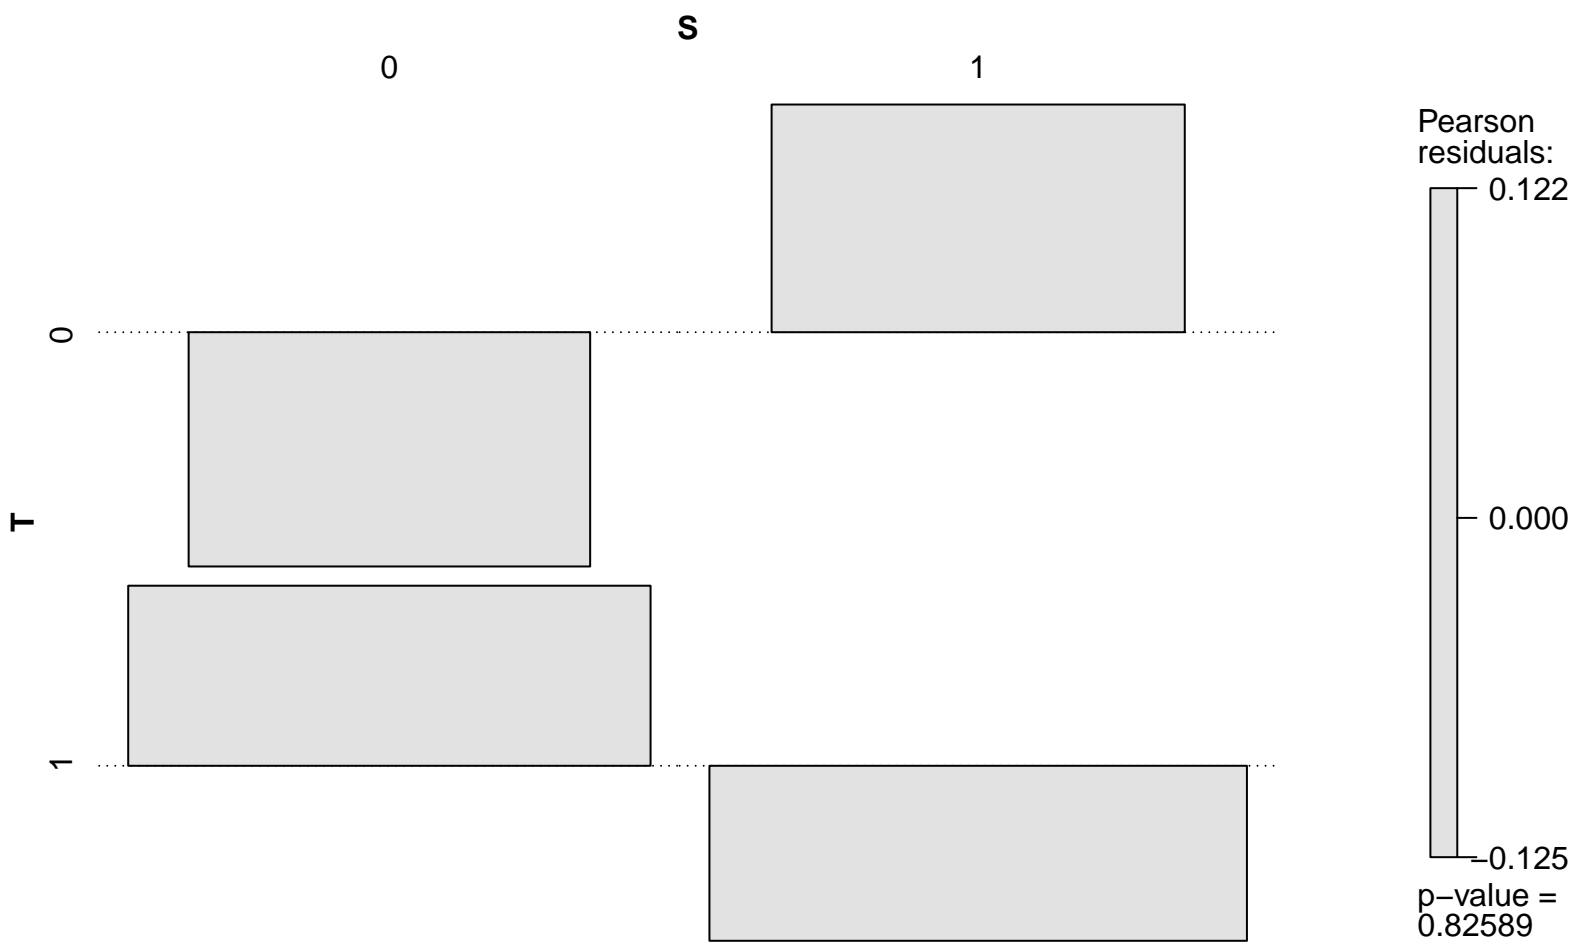 S
0
1
T
0
1
Pearson
residuals:
0.122
0.000
−0.125
p−value =
0.82589